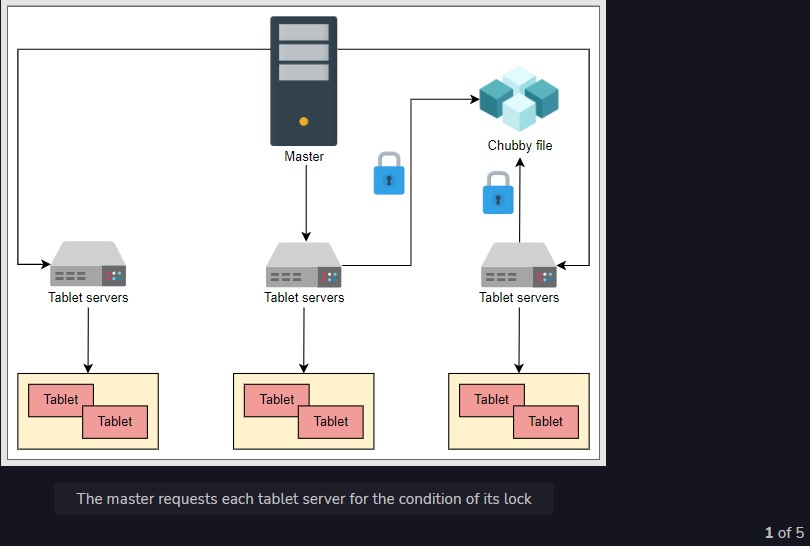 Master
Chubby file
Tablet servers
Tablet servers
Tablet servers
Tablet
Tablet
Tablet
Tablet
Tablet
Tablet
The master requests each tablet server for the condition of its lock
1 of 5